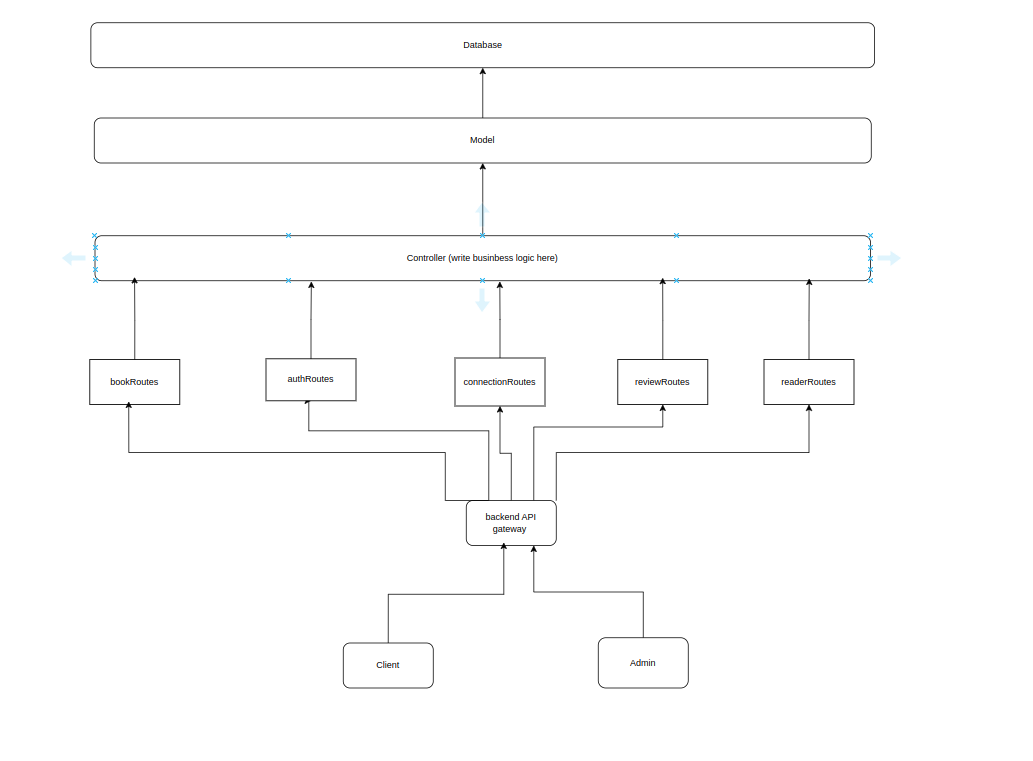 Database
Model
Controller (write businbess logic here)
bookRoutes
authRoutes
connectionRoutes
reviewRoutes
readerRoutes
backend API
gateway
Client
Admin